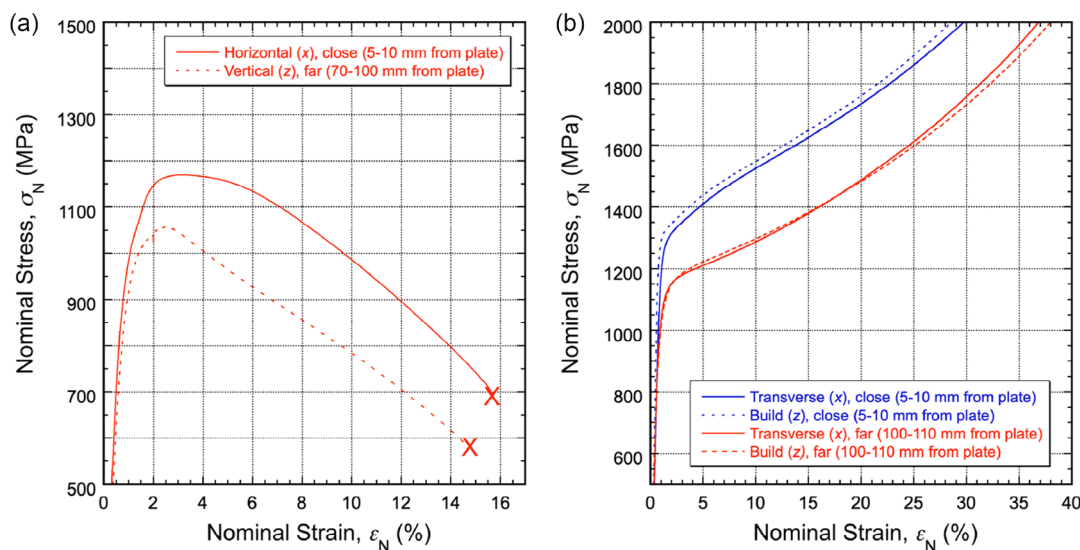 (a)
1500
1300
1100
900
700
500
Nominal Stress, σN (MPa)
Horizontal (x), close (5-10 mm from plate)
Vertical (z), far (70-100 mm from plate)
X
X
0 2 4 6 8 10 12 14 16
Nominal Strain, εN (%)
(b)
2000
1800
1600
1400
1200
1000
800
600
Nominal Stress, σN (MPa)
Transverse (x), close (5-10 mm from plate)
Build (z), close (5-10 mm from plate)
Transverse (x), far (100-110 mm from plate)
Build (z), far (100-110 mm from plate)
0 5 10 15 20 25 30 35 40
Nominal Strain, εN (%)